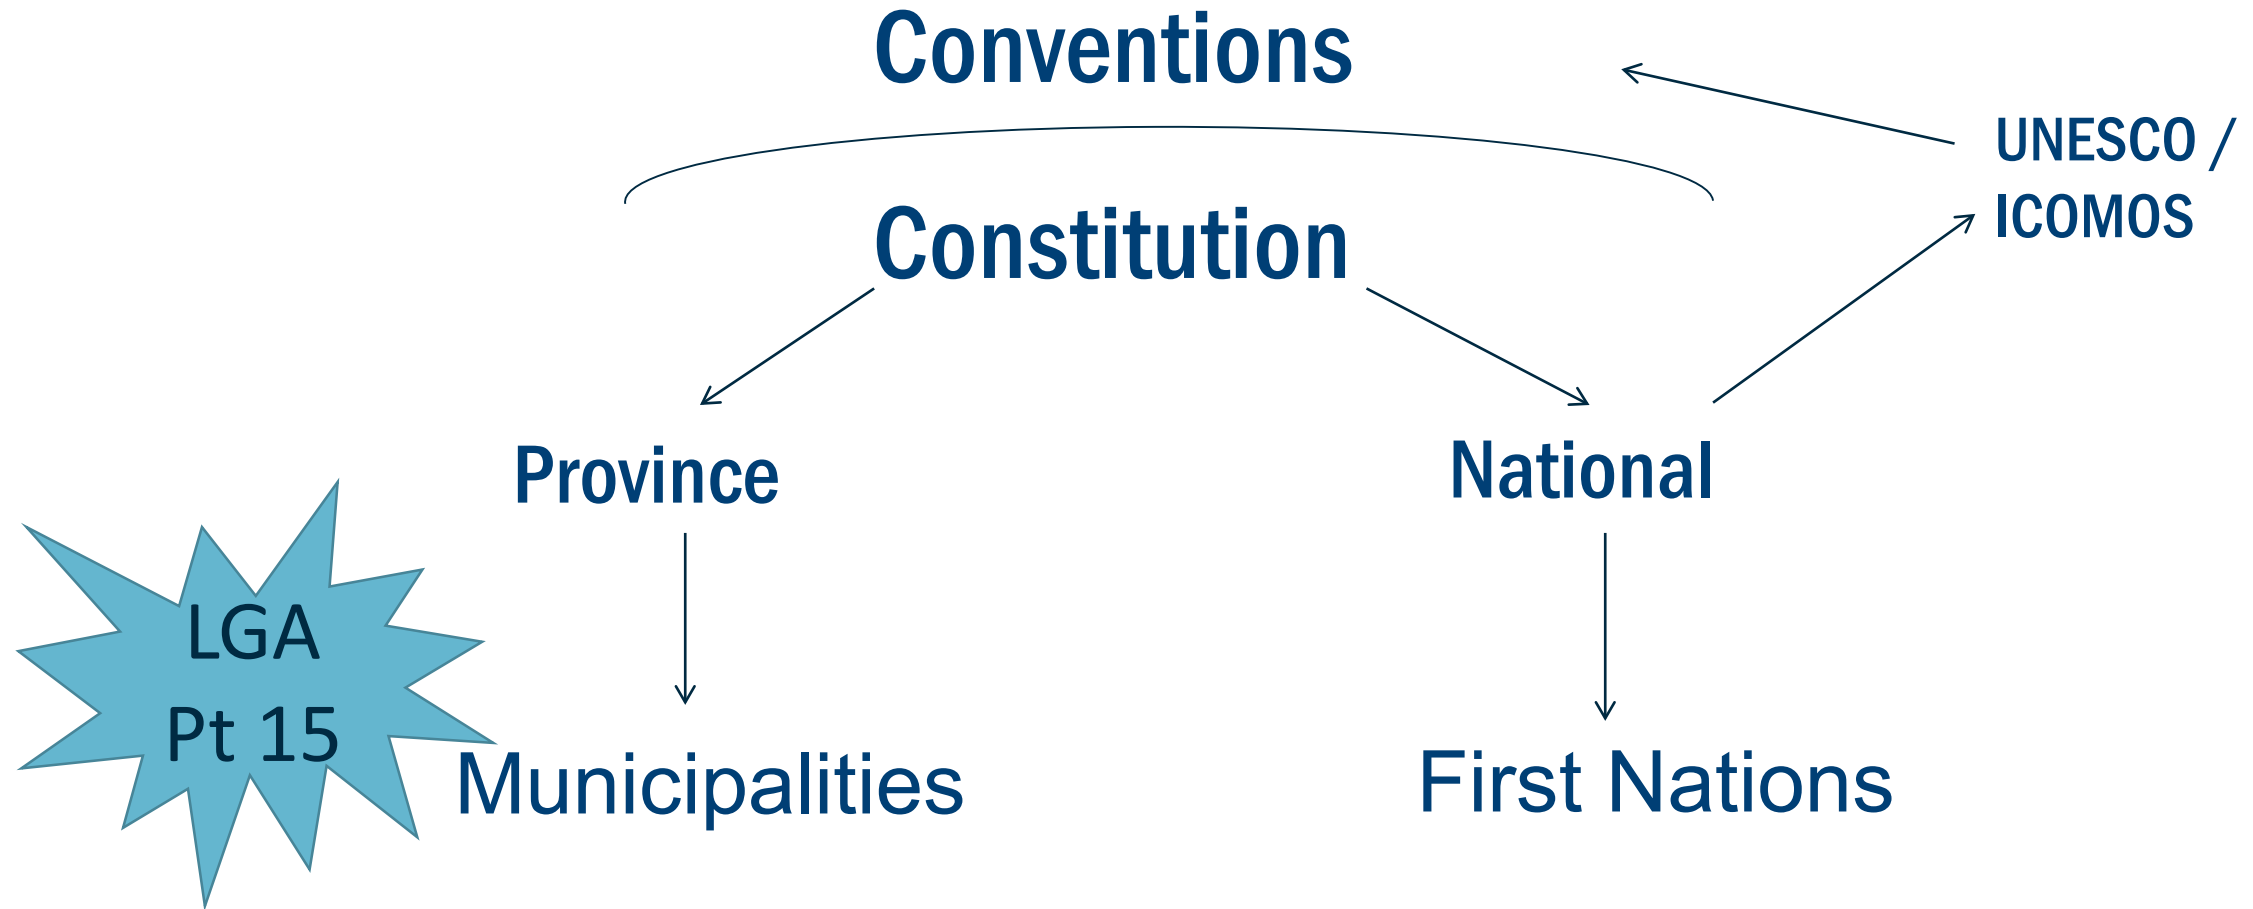 Conventions
UNESCO /
ICOMOS
Constitution
Province
National
LGA
Pt 15
Municipalities
First Nations